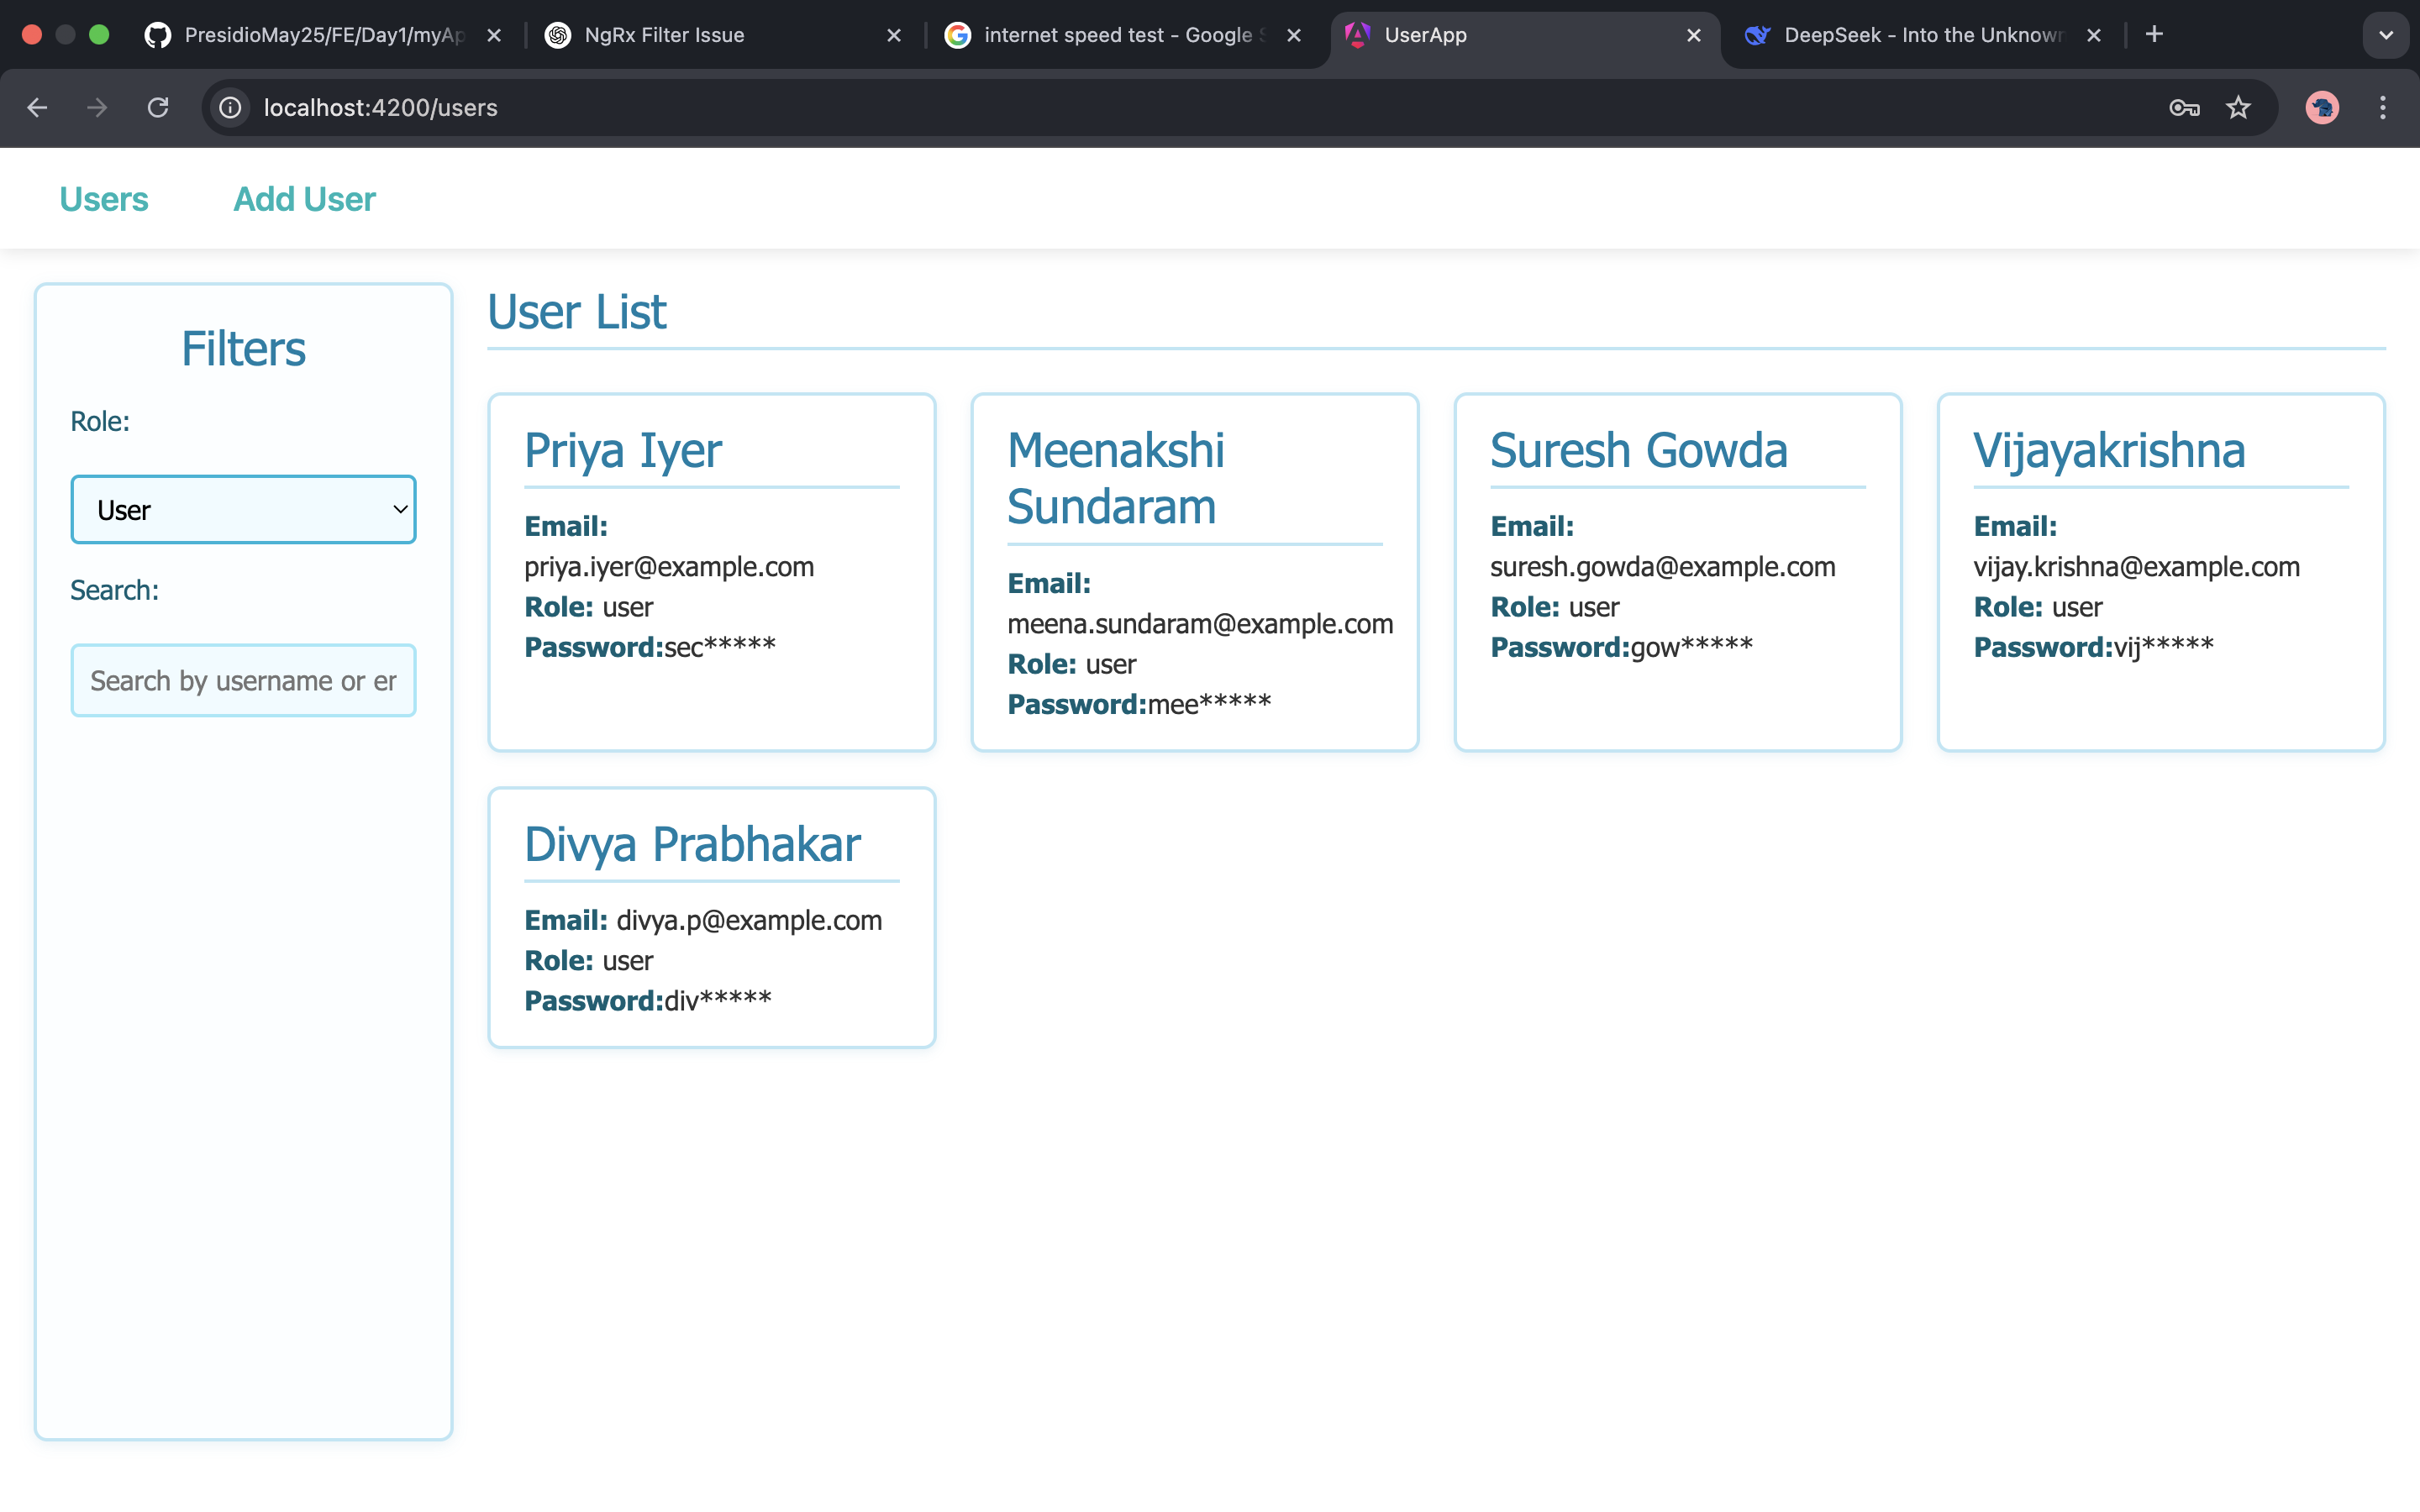 PresidioMay25/FE/Day1/myAp
NgRx Filter Issue
internet speed test - Google S
UserApp
DeepSeek - Into the Unknown
localhost:4200/users
Users
Add User
Filters
Role:
User
Search:
Search by username or er
User List
Priya Iyer
Email:
priya.iyer@example.com
Role: user
Password:sec*****
Meenakshi
Sundaram
Email:
meena.sundaram@example.com
Role: user
Password:mee*****
Suresh Gowda
Email:
suresh.gowda@example.com
Role: user
Password:gow*****
Vijayakrishna
Email:
vijay.krishna@example.com
Role: user
Password:vij*****
Divya Prabhakar
Email: divya.p@example.com
Role: user
Password:div*****